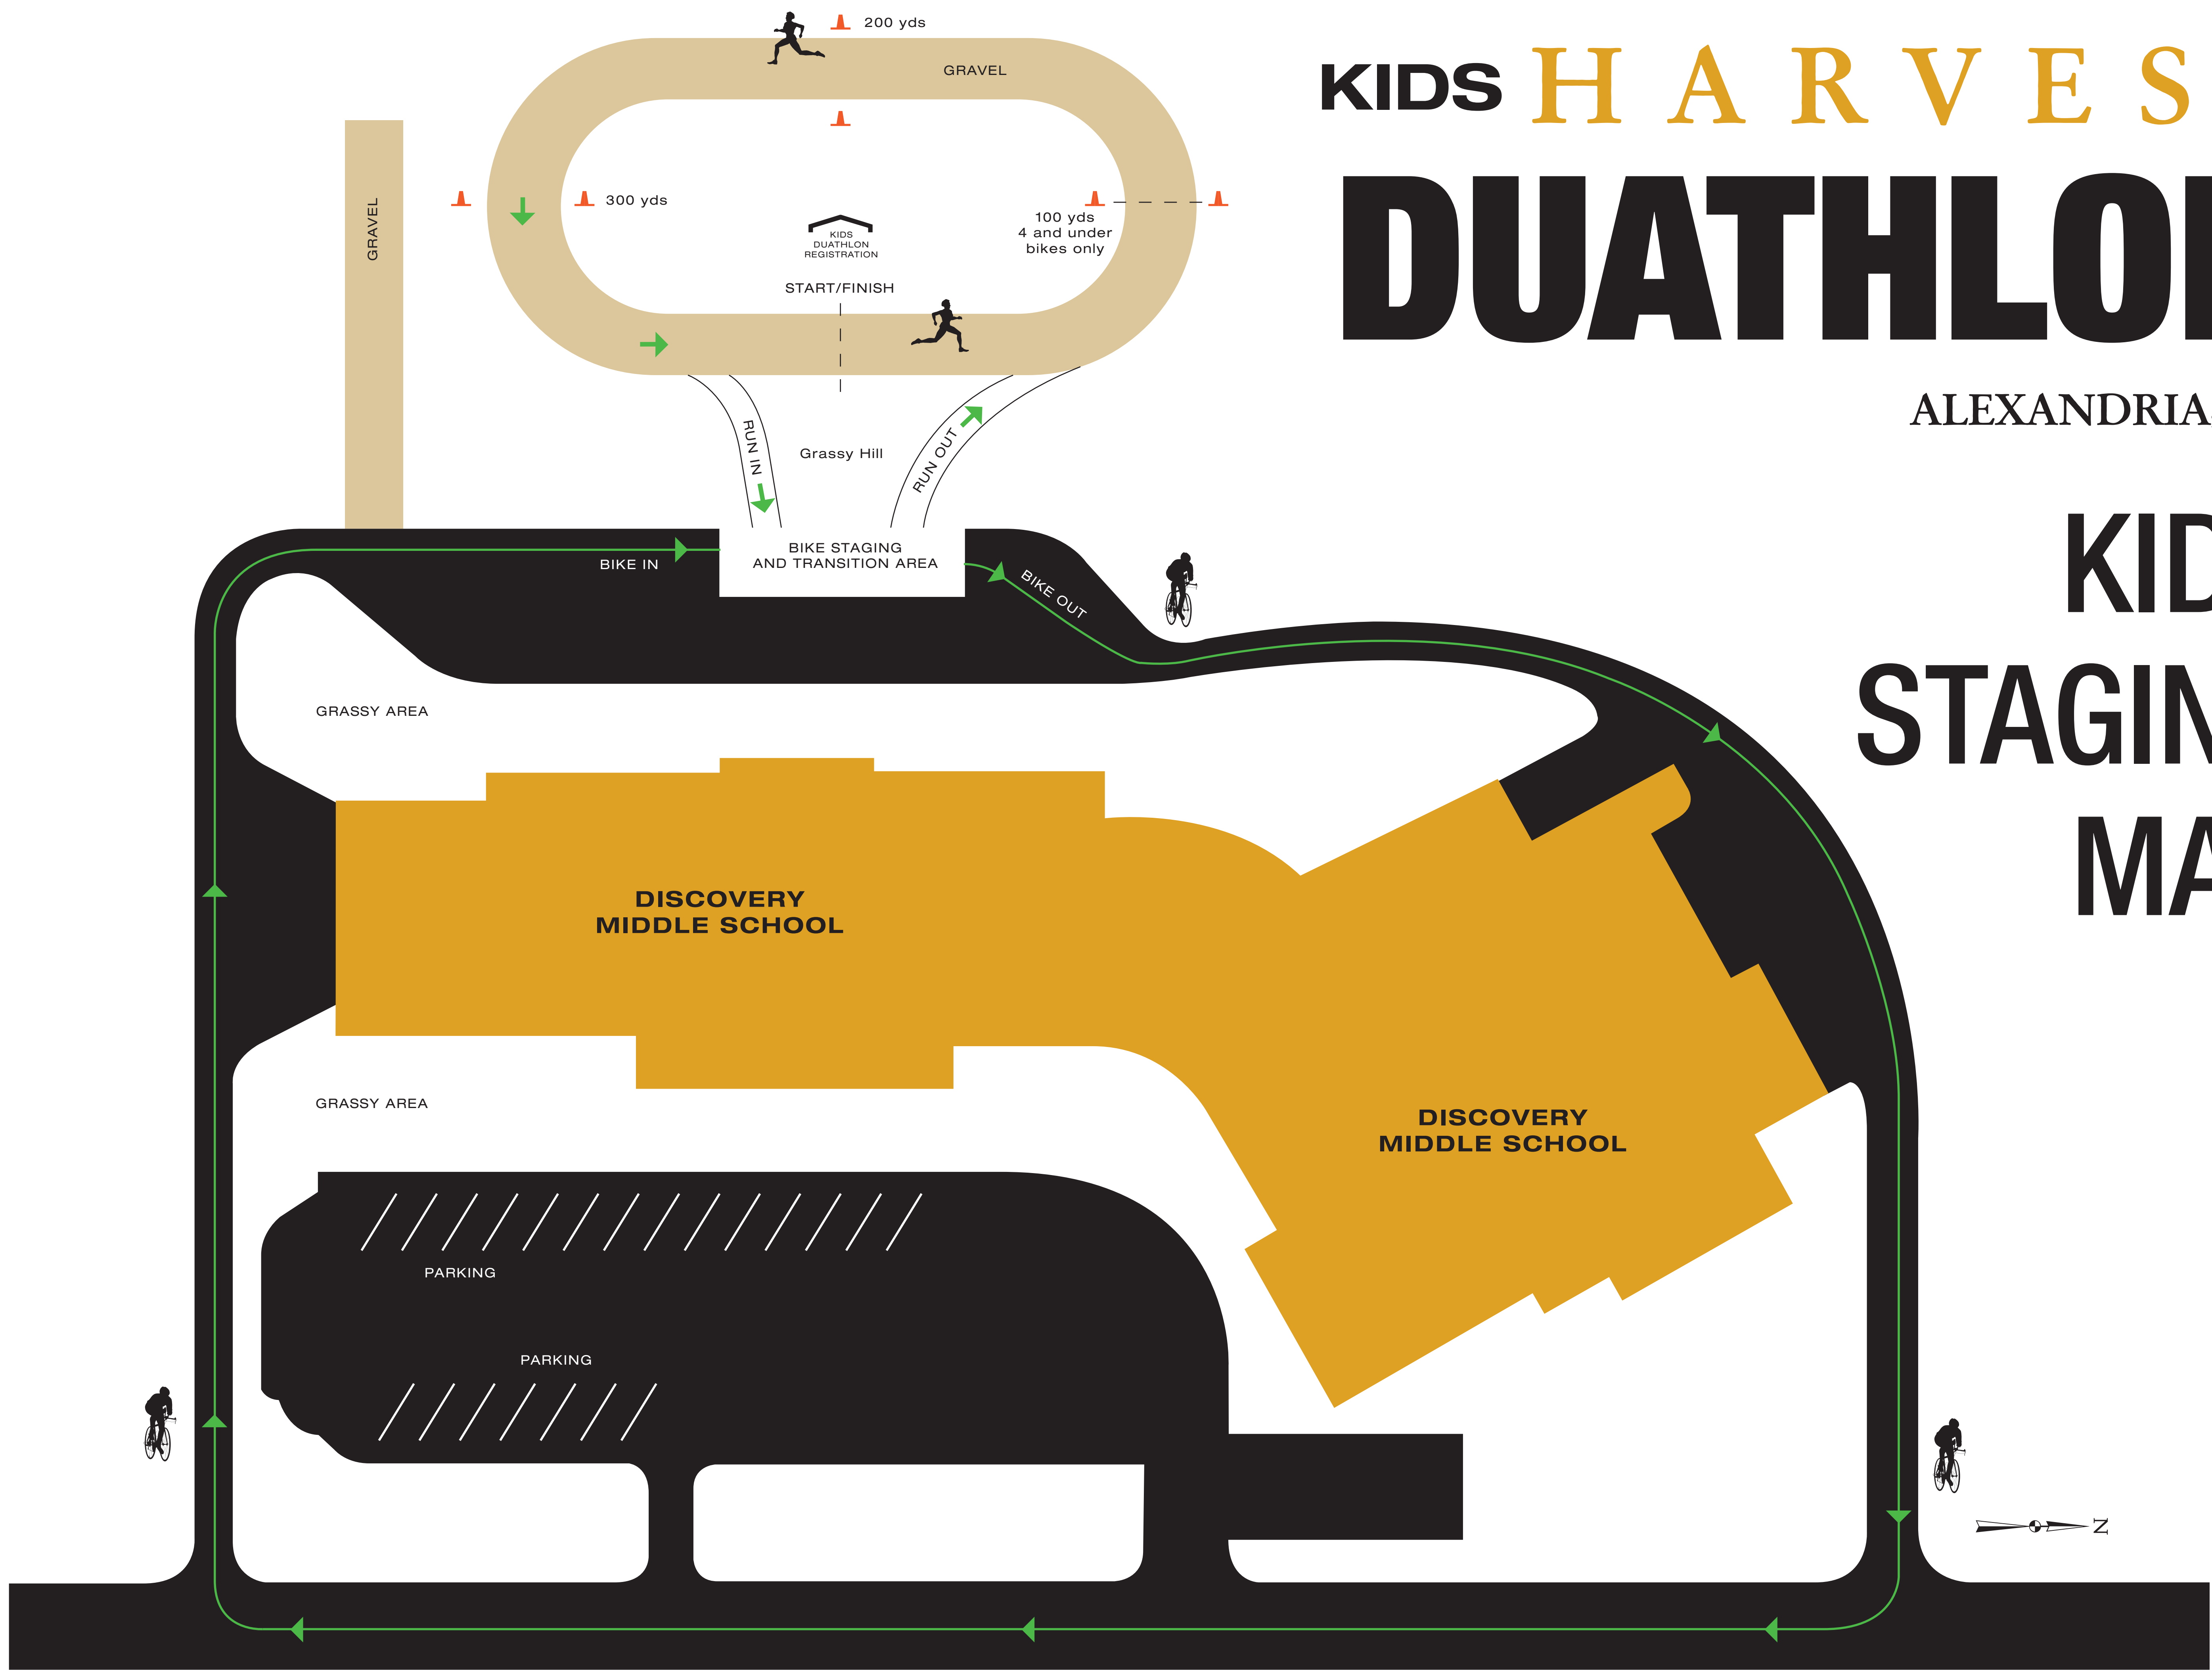 200 yds
KIDS HARVES
GRAVEL
DUATHLO
GRAVEL
300 yds
100 yds
4 and under
bikes only
KIDS
DUATHLON
REGISTRATION
START/FINISH
ALEXANDRIA
RUN IN
Grassy Hill
RUN OUT
KID
BIKE STAGING
AND TRANSITION AREA
BIKE IN
BIKE OUT
STAGIN
GRASSY AREA
MA
DISCOVERY
MIDDLE SCHOOL
GRASSY AREA
DISCOVERY
MIDDLE SCHOOL
PARKING
PARKING
N